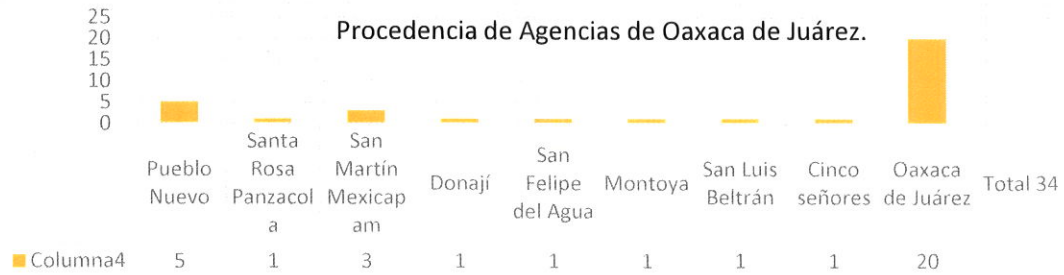 Procedencia de Agencias de Oaxaca de Juárez.
25
20
15
10
5
0
Pueblo
Nuevo
Santa
Rosa
Panzacol
a
San
Martín
Mexicap
am
Donají
San
Felipe
del Agua
Montoya
San Luis
Beltrán
Cinco
señores
Oaxaca
de Juárez
Total 34
Columna4 5 1 3 1 1 1 1 1 20